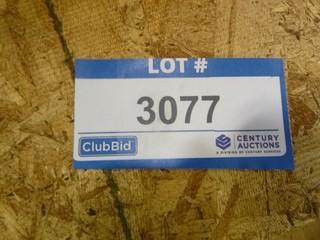 LOT #
3077
ClubBid
CENTURY
AUCTIONS
A DIVISION OF CENTURY SERVICES